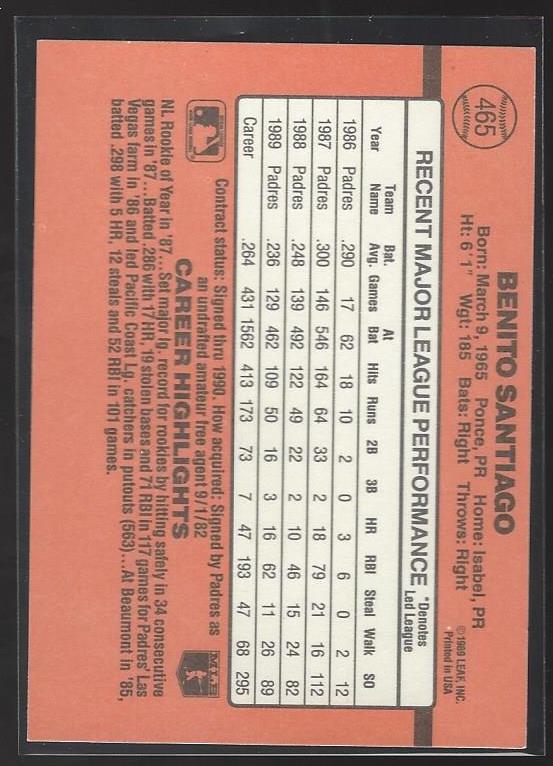 465
BENITO SANTIAGO
Born: March 9, 1965 Ponce, PR Home: Isabel, PR
Ht: 6'1" Wgt: 185 Bats: Right Throws: Right
©1989 LEAF, INC.
*Printed in USA
RECENT MAJOR LEAGUE PERFORMANCE *Denotes Led League
Year Team Name Bat. Avg. Games At Bat Hits Runs 2B 3B HR RBI Steal Walk SO
1986 Padres .290 17 62 18 10 2 0 3 6 0 2 12
1987 Padres .300 146 546 164 64 33 2 18 79 21 16 112
1988 Padres .248 139 492 122 49 22 2 10 46 15 24 82
1989 Padres .236 129 462 109 50 16 3 16 62 11 26 89
Career .264 431 1562 413 173 73 7 47 193 47 68 295
Contract status: Signed thru 1990. How acquired: Signed by Padres as
an undrafted amateur free agent 9/1/82
MLB
CAREER HIGHLIGHTS
NL Rookie of Year in '87...Set major lg. record for rookies by hitting safely in 34 consecutive
games in '87...Batted .286 with 17 HR, 19 stolen bases and 71 RBI in 117 games for Padres' Las
Vegas farm in '86 and led Pacific Coast Lg. catchers in putouts (563)...At Beaumont in '85,
batted .298 with 5 HR, 12 steals and 52 RBI in 101 games.